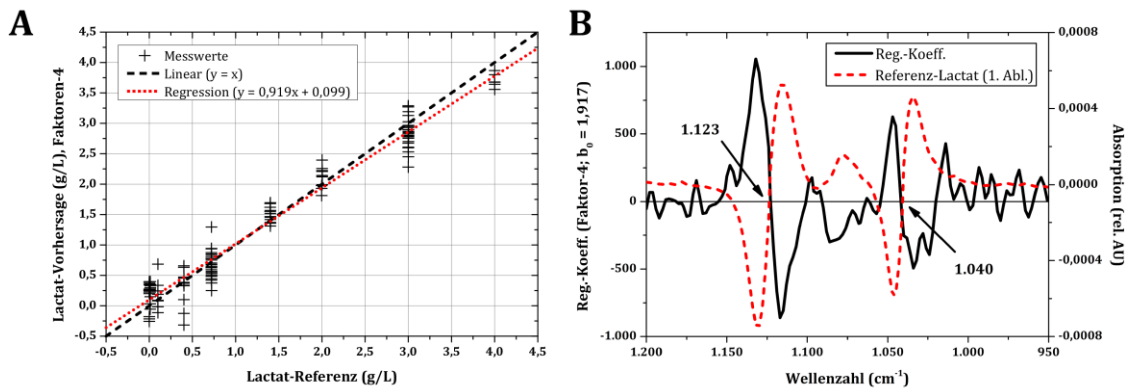 A
Lactat-Vorhersage (g/L), Faktoren-4
4,5
4,0
3,5
3,0
2,5
2,0
1,5
1,0
0,5
0,0
-0,5
Messwerte
Linear (y = x)
Regression (y = 0,919x + 0,099)
-0,5 0,0 0,5 1,0 1,5 2,0 2,5 3,0 3,5 4,0 4,5
Lactat-Referenz (g/L)
B
Reg.-Koeff. (Faktor-4; b₀ = 1,917)
1.000
500
0
-500
-1.000
Reg.-Koeff.
Referenz-Lactat (1. Abl.)
1.123
1.040
0,0008
0,0004
0,0000
-0,0004
-0,0008
Absorption (rel. AU)
1.200 1.150 1.100 1.050 1.000 950
Wellenzahl (cm⁻¹)